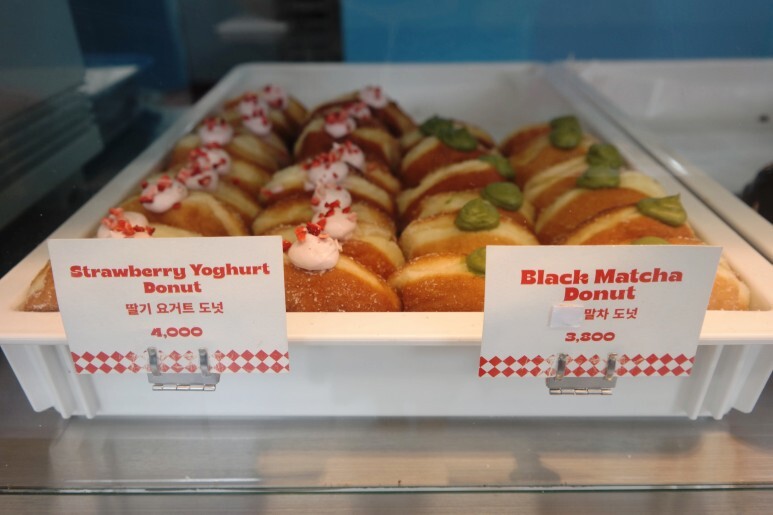 Strawberry Yoghurt
Donut
딸기 요거트 도넛
4,000
Black Matcha
Donut
말차 도넛
3,800